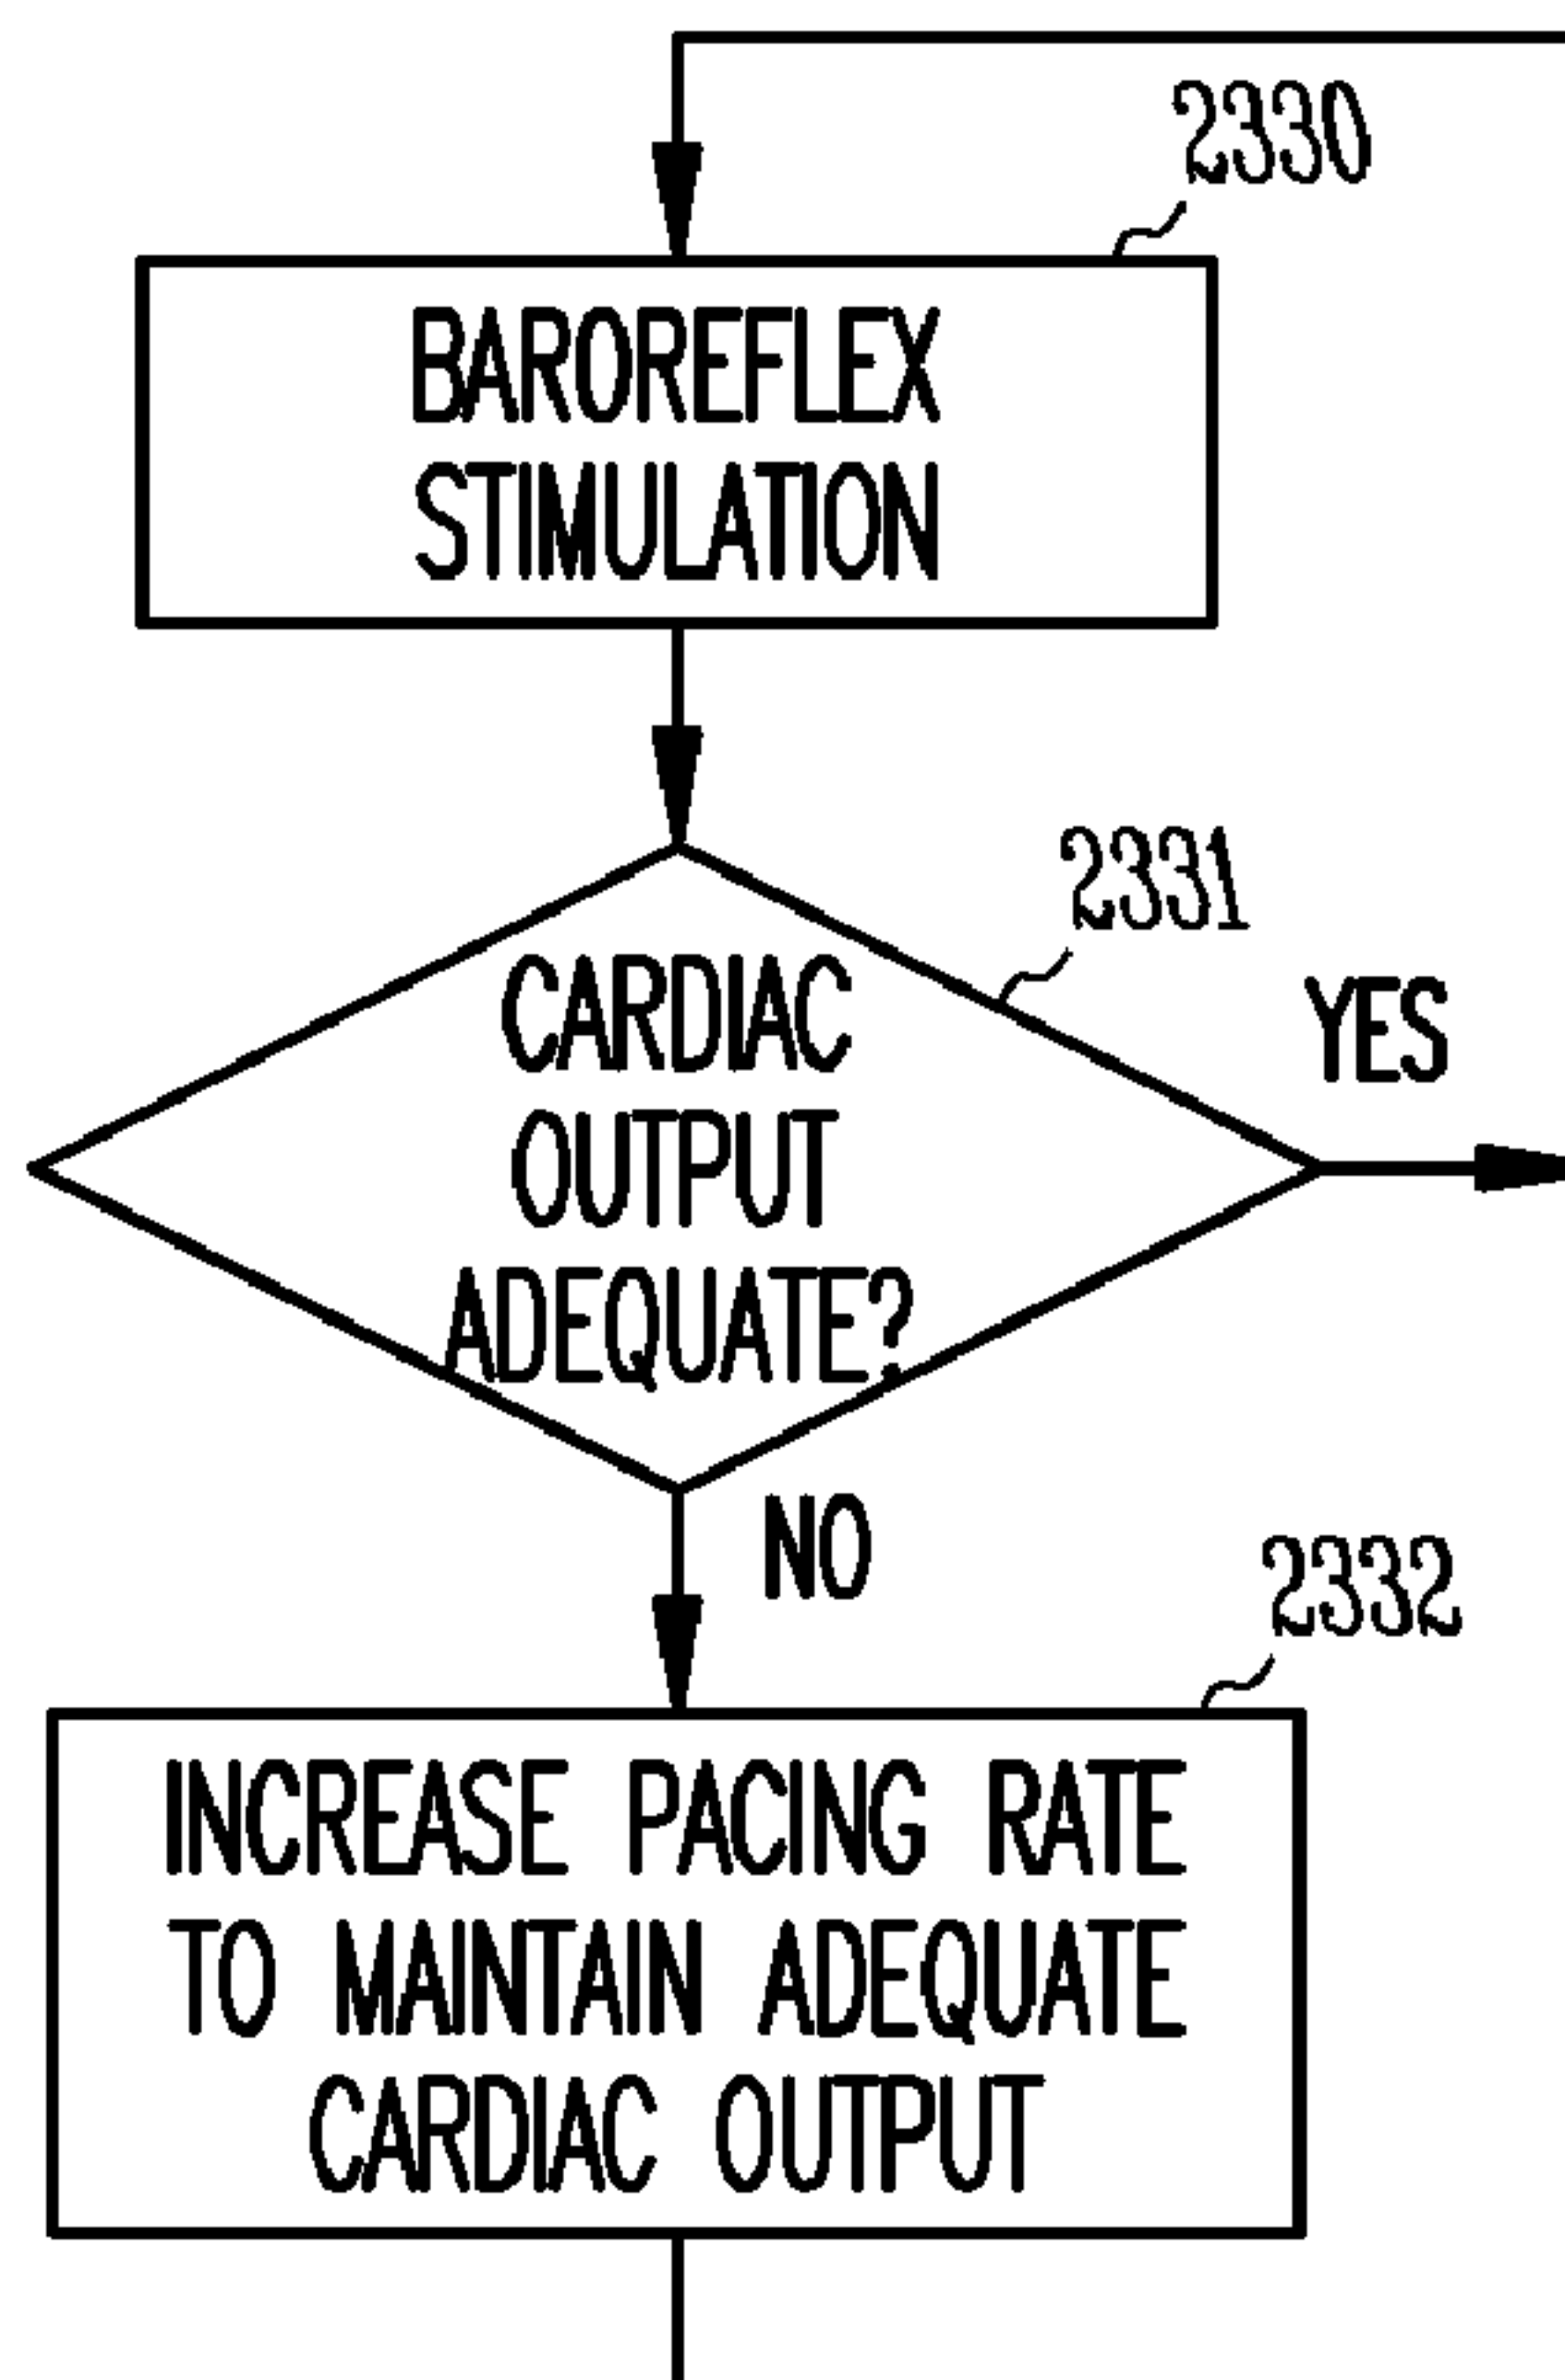 2330
BAROREFLEX
STIMULATION
2331
CARDIAC
OUTPUT
ADEQUATE?
YES
NO
2332
INCREASE PACING RATE
TO MAINTAIN ADEQUATE
CARDIAC OUTPUT